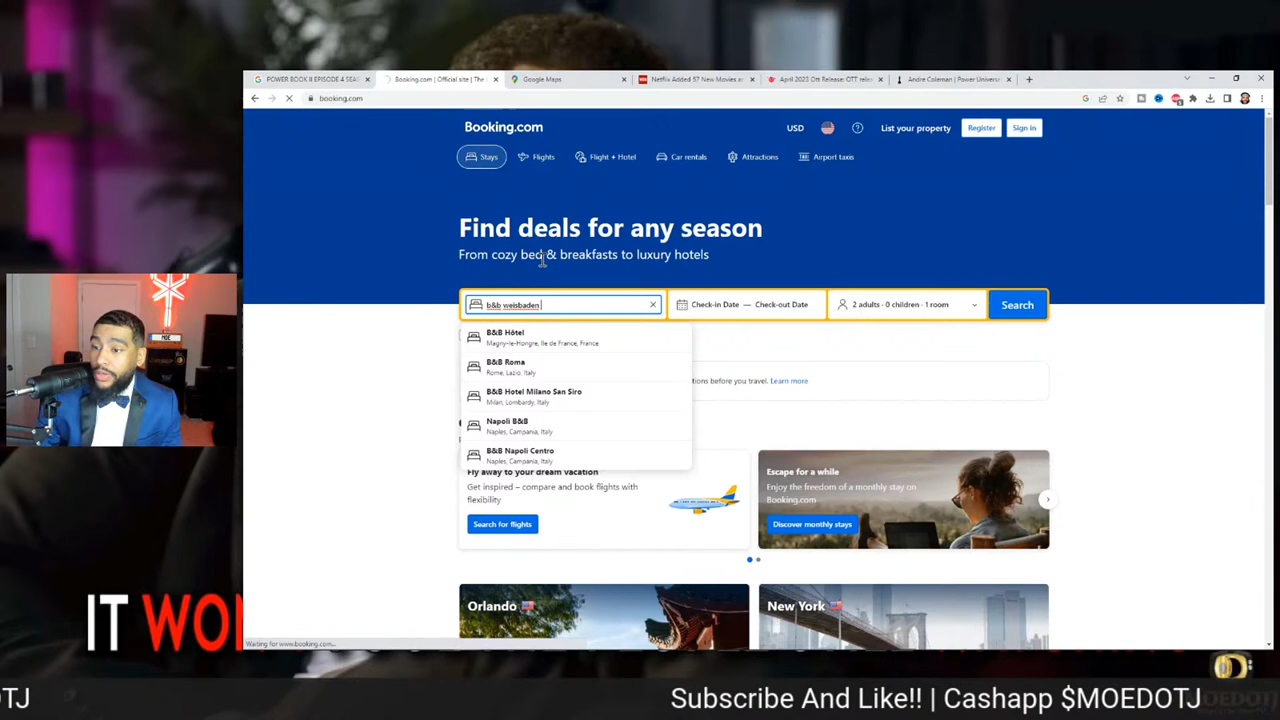 POWER BOOK II EPISODE 4 SEA
Booking.com | Official site | The
Google Maps
Netflix Added 57 New Movies a
April 2023 Ott Release: OTT rele
Andre Coleman | Power Universe
booking.com
Booking.com
USD
List your property
Register
Sign in
Stays
Flights
Flight + Hotel
Car rentals
Attractions
Airport taxis
Find deals for any season
From cozy bed & breakfasts to luxury hotels
b&b weisbaden
Check-in Date — Check-out Date
2 adults · 0 children · 1 room
Search
B&B Hôtel
Magny-le-Hongre, Ile de France, France
B&B Roma
Rome, Lazio, Italy
B&B Hotel Milano San Siro
Milan, Lombardy, Italy
Napoli B&B
Naples, Campania, Italy
B&B Napoli Centro
Naples, Campania, Italy
tions before you travel. Learn more
Fly away to your dream vacation
Get inspired – compare and book flights with
flexibility
Search for flights
Escape for a while
Enjoy the freedom of a monthly stay on
Booking.com
Discover monthly stays
Orlando
New York
Waiting for www.booking.com...
MOE
IT WON
OTJ
Subscribe And Like!! | Cashapp $MOEDOTJ